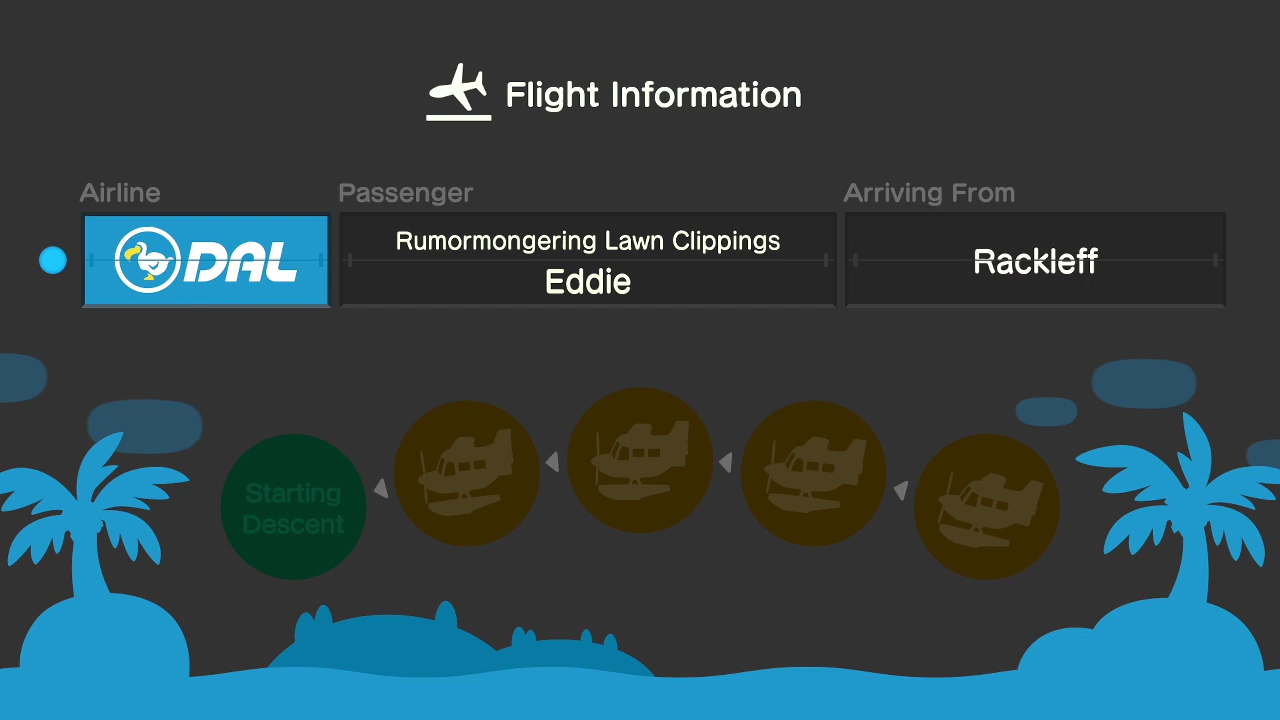 Flight Information
Airline
Passenger
Arriving From
DAL
Rumormongering Lawn Clippings
Eddie
Rackleff
Starting
Descent